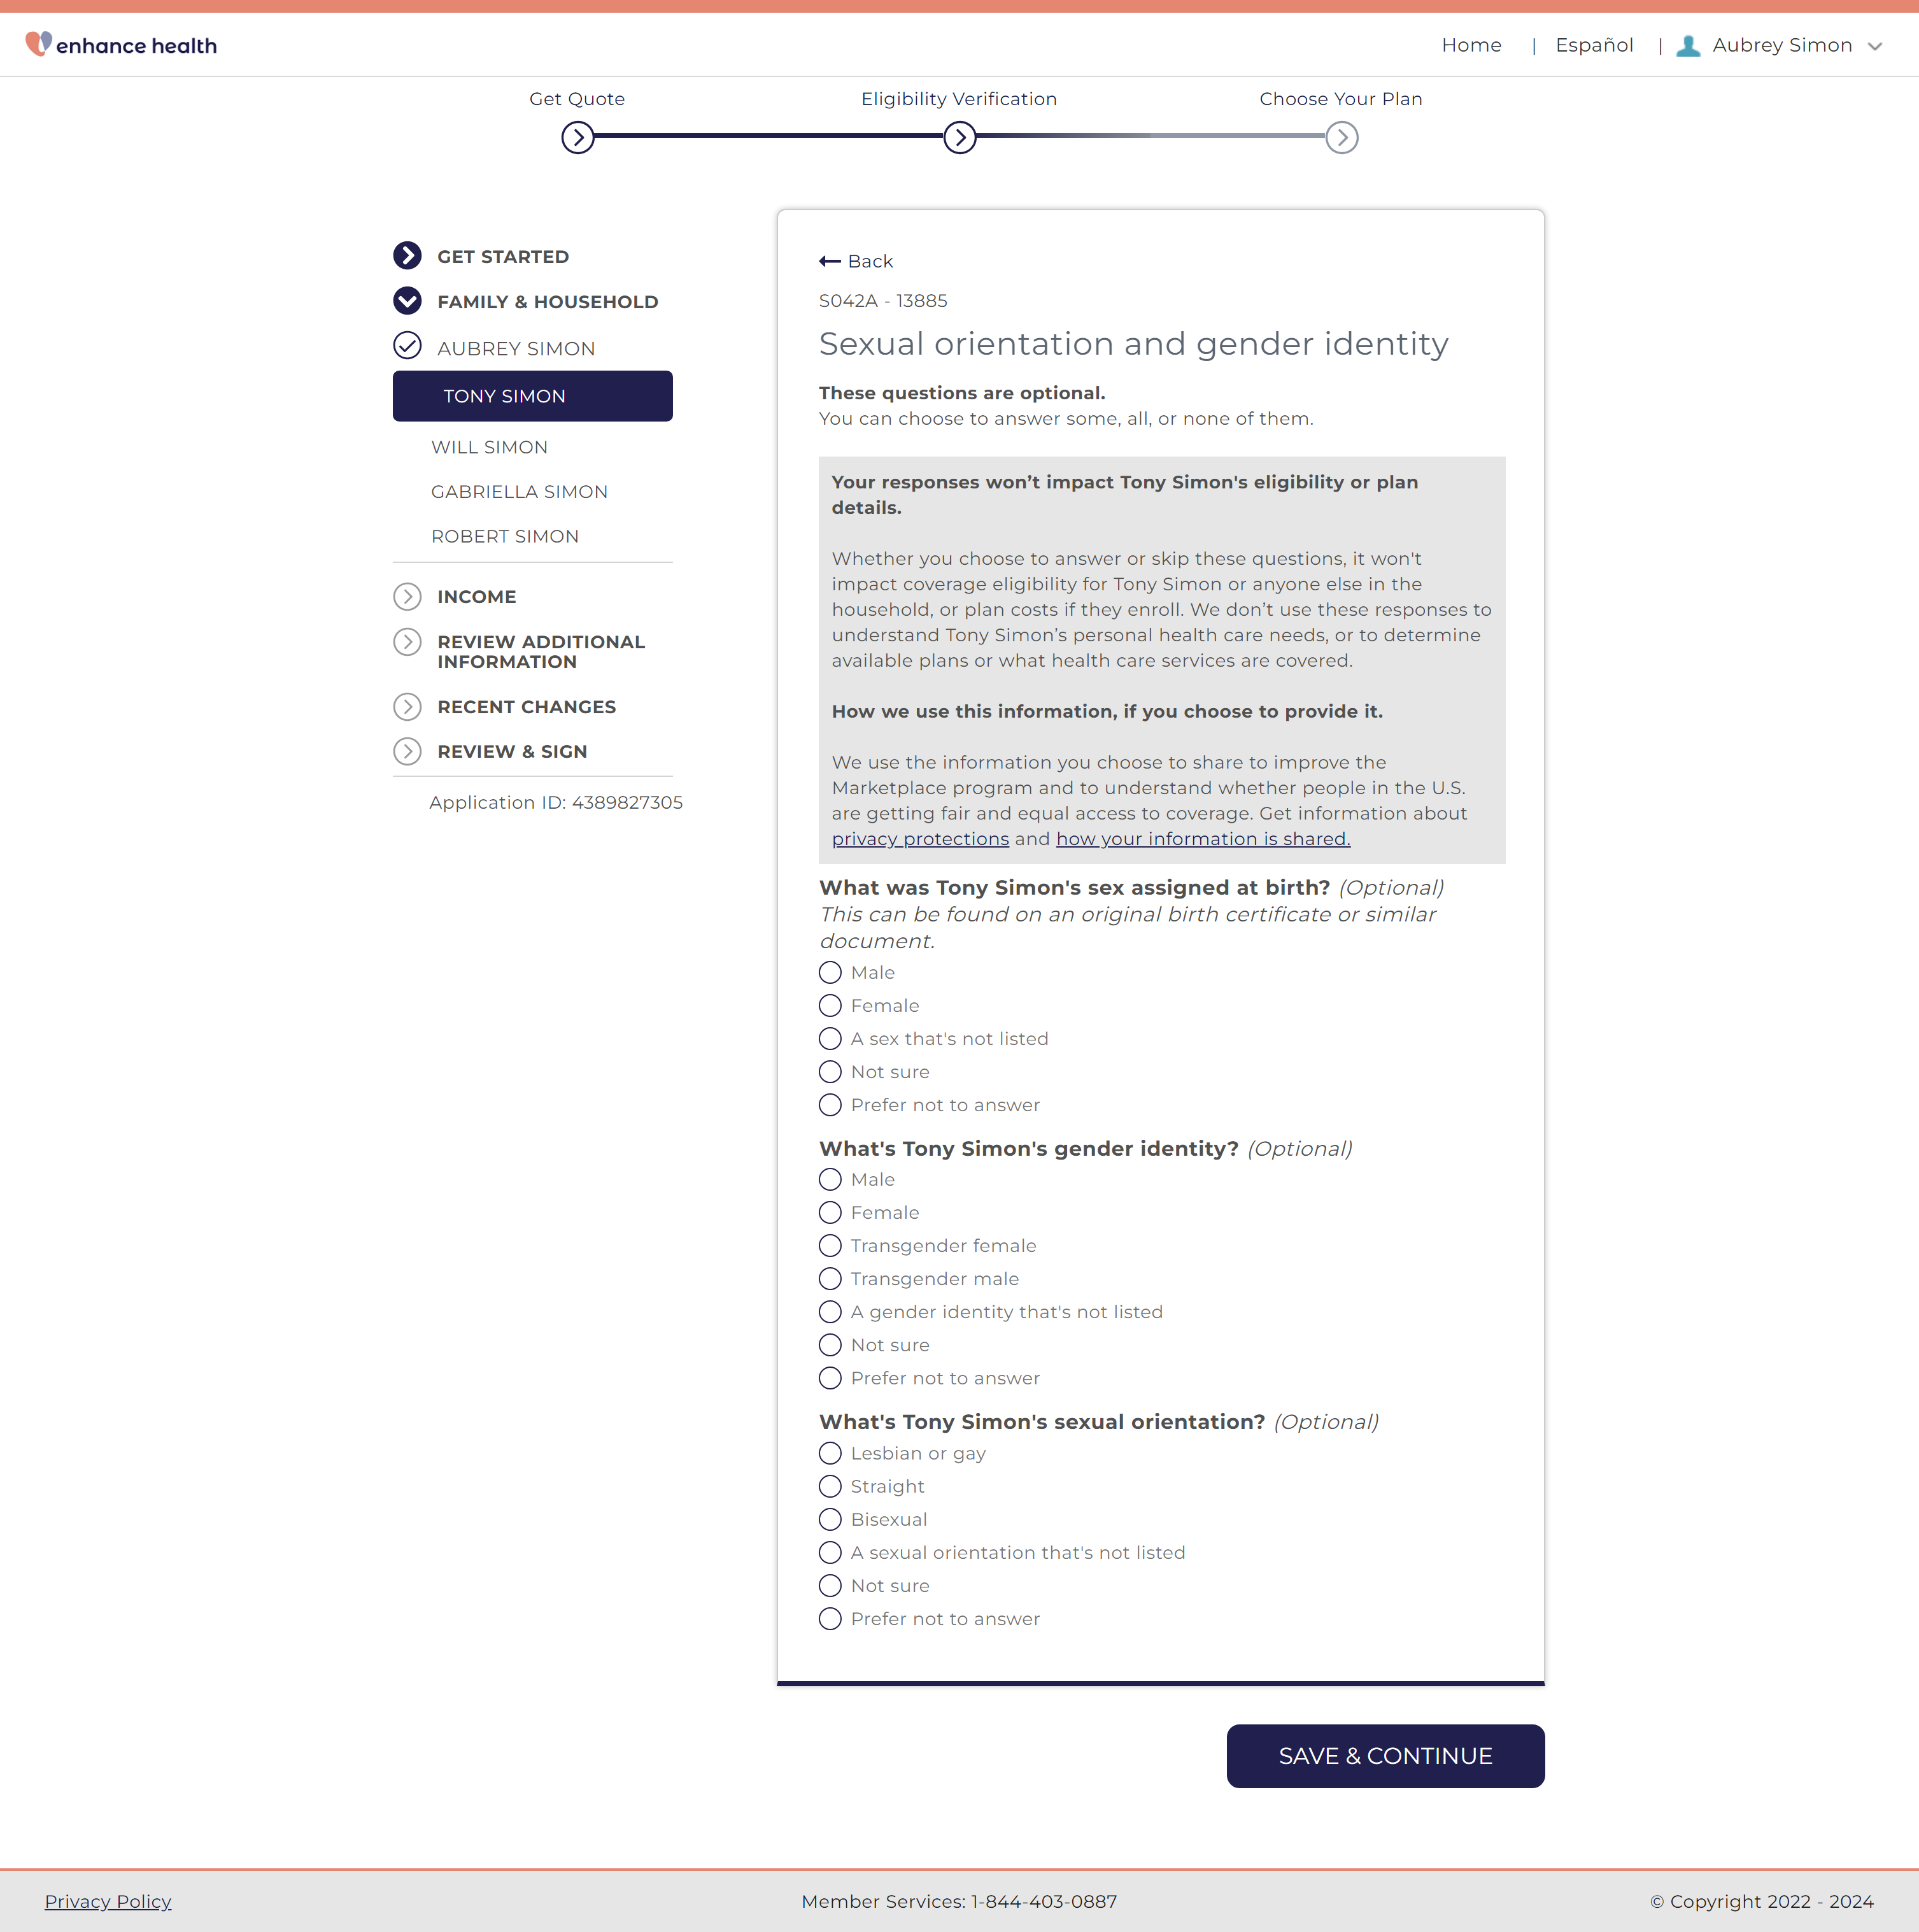 enhance health
Home | Español | Aubrey Simon
Get Quote
Eligibility Verification
Choose Your Plan
GET STARTED
FAMILY & HOUSEHOLD
AUBREY SIMON
TONY SIMON
WILL SIMON
GABRIELLA SIMON
ROBERT SIMON
INCOME
REVIEW ADDITIONAL
INFORMATION
RECENT CHANGES
REVIEW & SIGN
Application ID: 4389827305
Back
S042A - 13885
Sexual orientation and gender identity
These questions are optional.
You can choose to answer some, all, or none of them.
Your responses won’t impact Tony Simon's eligibility or plan
details.
Whether you choose to answer or skip these questions, it won't
impact coverage eligibility for Tony Simon or anyone else in the
household, or plan costs if they enroll. We don’t use these responses to
understand Tony Simon’s personal health care needs, or to determine
available plans or what health care services are covered.
How we use this information, if you choose to provide it.
We use the information you choose to share to improve the
Marketplace program and to understand whether people in the U.S.
are getting fair and equal access to coverage. Get information about
privacy protections and how your information is shared.
What was Tony Simon's sex assigned at birth? (Optional)
This can be found on an original birth certificate or similar
document.
Male
Female
A sex that's not listed
Not sure
Prefer not to answer
What's Tony Simon's gender identity? (Optional)
Male
Female
Transgender female
Transgender male
A gender identity that's not listed
Not sure
Prefer not to answer
What's Tony Simon's sexual orientation? (Optional)
Lesbian or gay
Straight
Bisexual
A sexual orientation that's not listed
Not sure
Prefer not to answer
SAVE & CONTINUE
Privacy Policy
Member Services: 1-844-403-0887
© Copyright 2022 - 2024